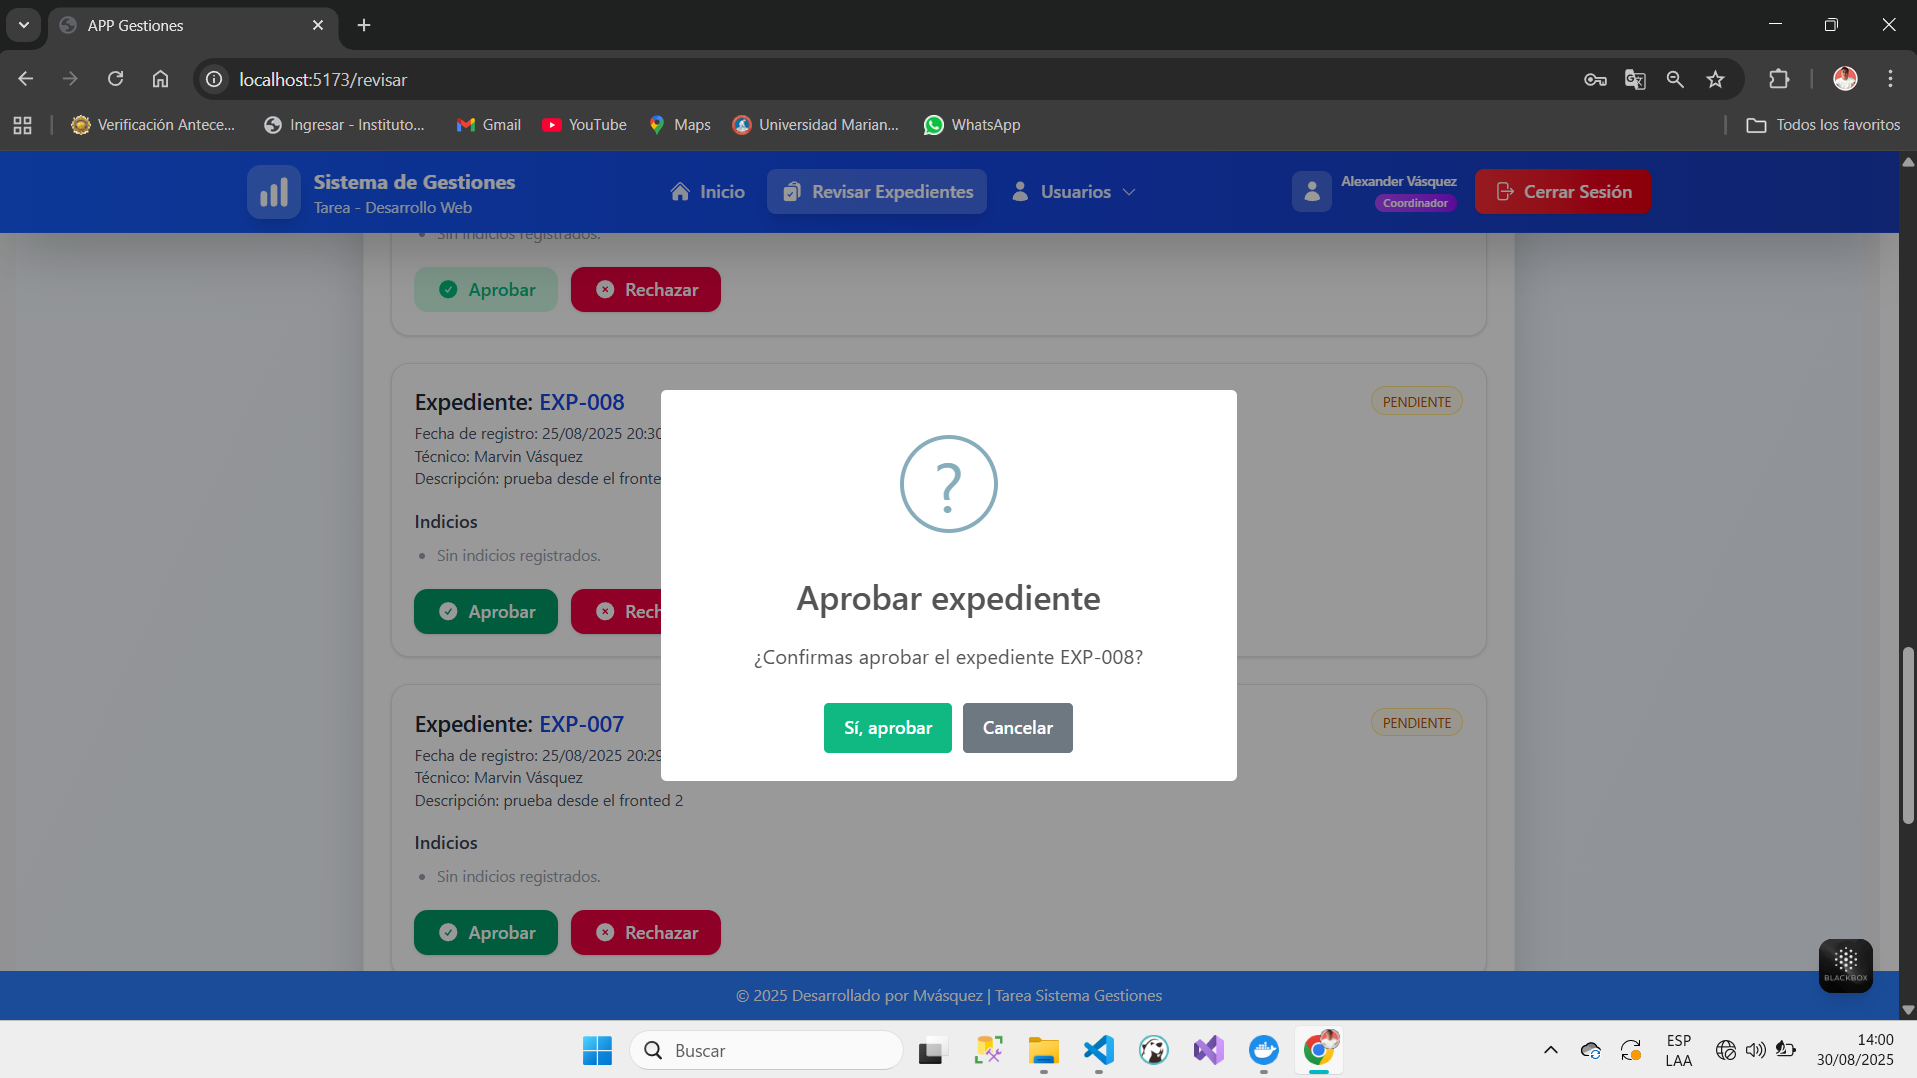 APP Gestiones
localhost:5173/revisar
Verificación Antece...
Ingresar - Instituto...
Gmail
YouTube
Maps
Universidad Marian...
WhatsApp
Todos los favoritos
Sistema de Gestiones
Tarea - Desarrollo Web
Inicio
Revisar Expedientes
Usuarios
Alexander Vásquez
Coordinador
Cerrar Sesión
Sin indicios registrados.
Aprobar
Rechazar
Expediente: EXP-008
PENDIENTE
Fecha de registro: 25/08/2025 20:30
Técnico: Marvin Vásquez
Descripción: prueba desde el fronte
Indicios
Sin indicios registrados.
Aprobar
Rech
?
Aprobar expediente
¿Confirmas aprobar el expediente EXP-008?
Sí, aprobar
Cancelar
Expediente: EXP-007
PENDIENTE
Fecha de registro: 25/08/2025 20:29
Técnico: Marvin Vásquez
Descripción: prueba desde el fronted 2
Indicios
Sin indicios registrados.
Aprobar
Rechazar
BLACKBOX
© 2025 Desarrollado por Mvásquez | Tarea Sistema Gestiones
Buscar
ESP
LAA
14:00
30/08/2025